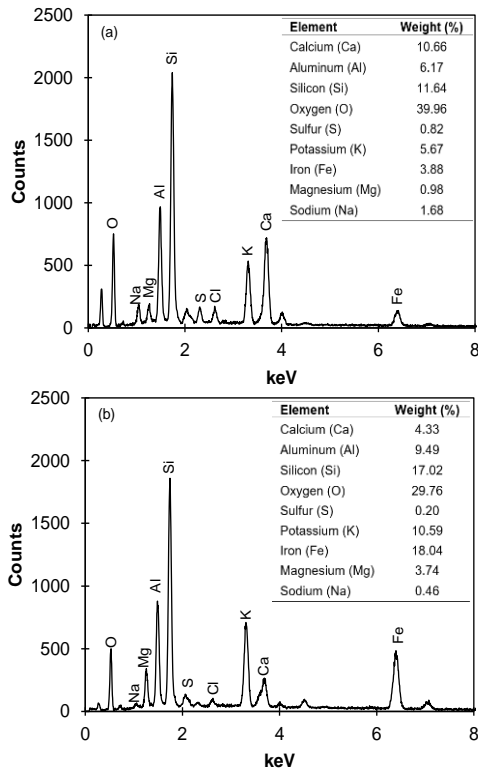 (a)
Element Weight (%)
Calcium (Ca) 10.66
Aluminum (Al) 6.17
Silicon (Si) 11.64
Oxygen (O) 39.96
Sulfur (S) 0.82
Potassium (K) 5.67
Iron (Fe) 3.88
Magnesium (Mg) 0.98
Sodium (Na) 1.68
Counts
2500
2000
1500
1000
500
0
O Na Mg Al Si S Cl K Ca Fe
0 2 4 6 8
keV
(b)
Element Weight (%)
Calcium (Ca) 4.33
Aluminum (Al) 9.49
Silicon (Si) 17.02
Oxygen (O) 29.76
Sulfur (S) 0.20
Potassium (K) 10.59
Iron (Fe) 18.04
Magnesium (Mg) 3.74
Sodium (Na) 0.46
Counts
2500
2000
1500
1000
500
0
O Na Mg Al Si S Cl K Ca Fe
0 2 4 6 8
keV